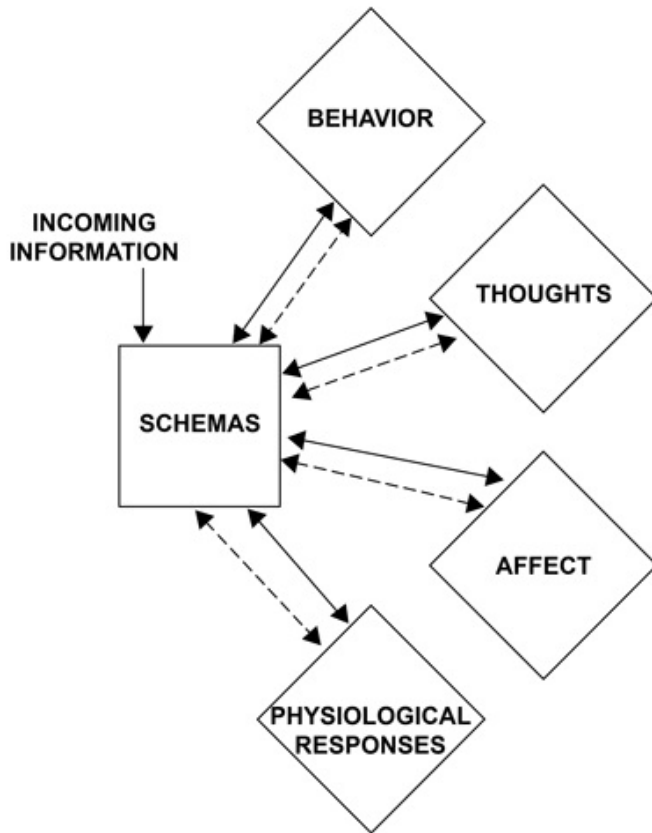 BEHAVIOR
INCOMING
INFORMATION
THOUGHTS
SCHEMAS
AFFECT
PHYSIOLOGICAL
RESPONSES